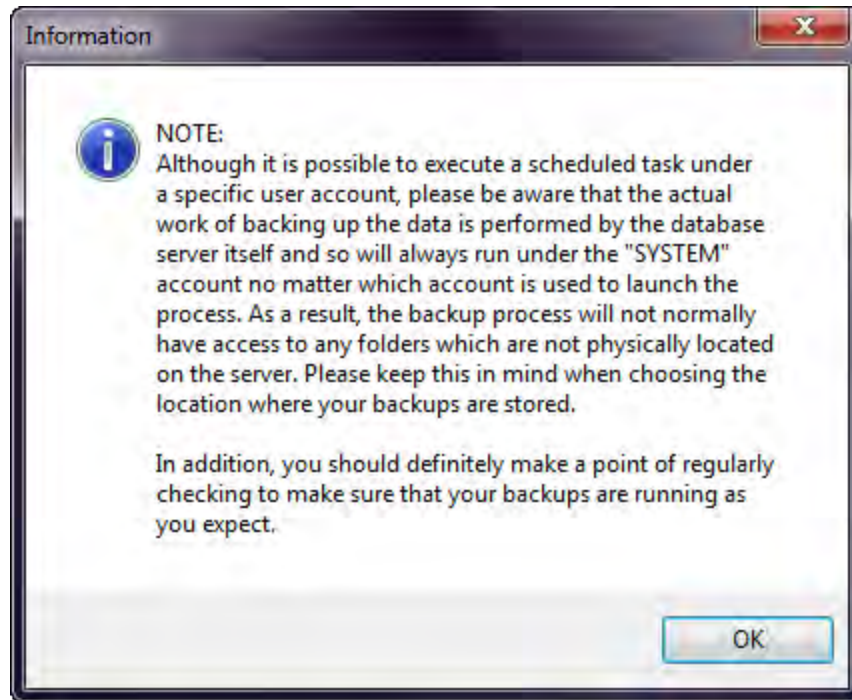 Information
NOTE:
Although it is possible to execute a scheduled task under
a specific user account, please be aware that the actual
work of backing up the data is performed by the database
server itself and so will always run under the "SYSTEM"
account no matter which account is used to launch the
process. As a result, the backup process will not normally
have access to any folders which are not physically located
on the server. Please keep this in mind when choosing the
location where your backups are stored.
In addition, you should definitely make a point of regularly
checking to make sure that your backups are running as
you expect.
OK